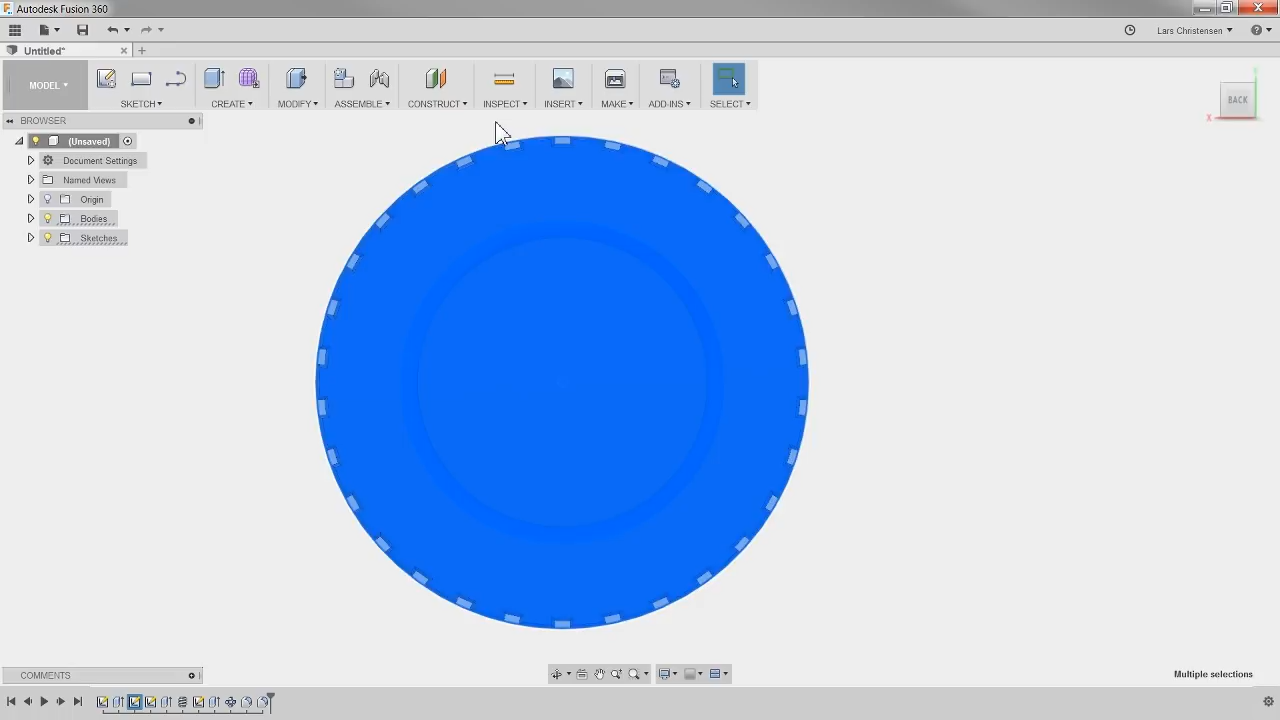 Autodesk Fusion 360
Lars Christensen
Untitled*
MODEL
SKETCH
CREATE
MODIFY
ASSEMBLE
CONSTRUCT
INSPECT
INSERT
MAKE
ADD-INS
SELECT
BACK
X
BROWSER
(Unsaved)
Document Settings
Named Views
Origin
Bodies
Sketches
COMMENTS
Multiple selections